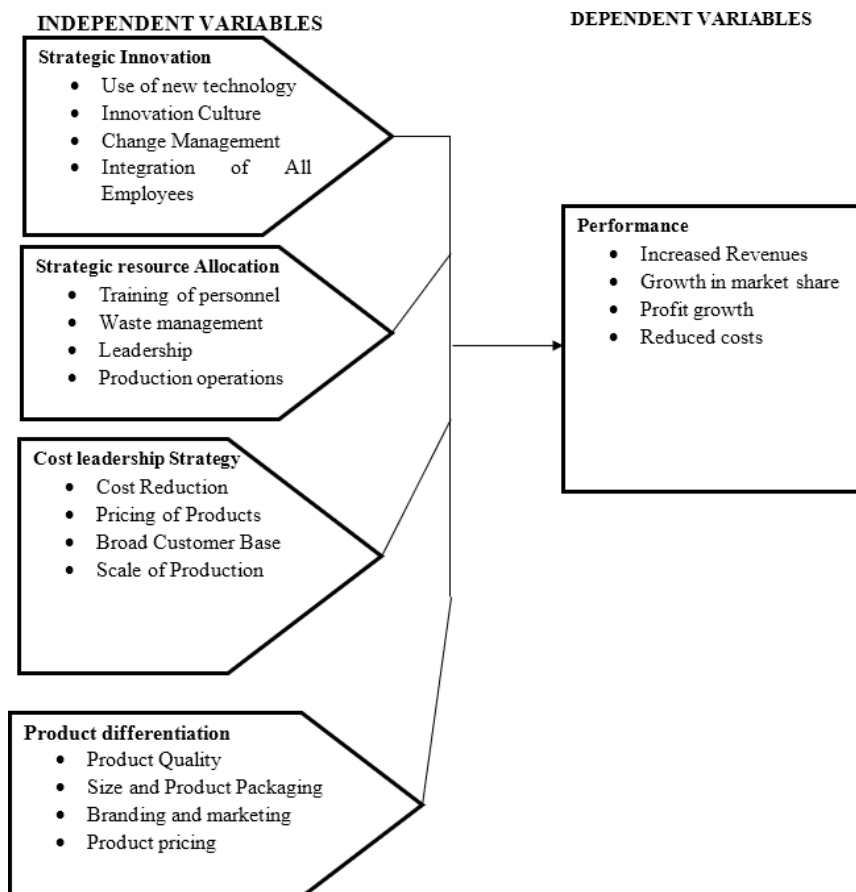 INDEPENDENT VARIABLES
DEPENDENT VARIABLES
Strategic Innovation
• Use of new technology
• Innovation Culture
• Change Management
• Integration of All
Employees
Strategic resource Allocation
• Training of personnel
• Waste management
• Leadership
• Production operations
Cost leadership Strategy
• Cost Reduction
• Pricing of Products
• Broad Customer Base
• Scale of Production
Product differentiation
• Product Quality
• Size and Product Packaging
• Branding and marketing
• Product pricing
Performance
• Increased Revenues
• Growth in market share
• Profit growth
• Reduced costs